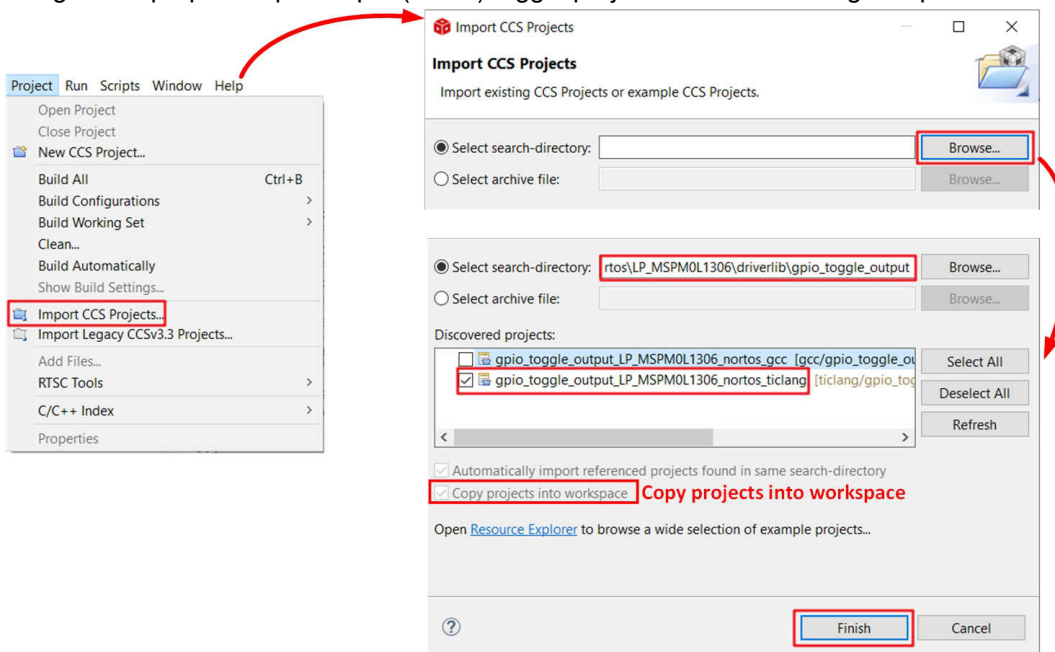 Project Run Scripts Window Help
Open Project
Close Project
New CCS Project...
Build All Ctrl+B
Build Configurations >
Build Working Set >
Clean...
Build Automatically
Show Build Settings...
Import CCS Projects...
Import Legacy CCSv3.3 Projects...
Add Files...
RTSC Tools >
C/C++ Index >
Properties
Import CCS Projects
Import CCS Projects
Import existing CCS Projects or example CCS Projects.
Select search-directory: Browse...
Select archive file: Browse...
Select search-directory: rtos\LP_MSPM0L1306\driverlib\gpio_toggle_output Browse...
Select archive file: Browse...
Discovered projects:
gpio_toggle_output_LP_MSPM0L1306_nortos_gcc [gcc/gpio_toggle_ou
gpio_toggle_output_LP_MSPM0L1306_nortos_ticlang [ticlang/gpio_tog
Select All
Deselect All
Refresh
Automatically import referenced projects found in same search-directory
Copy projects into workspace Copy projects into workspace
Open Resource Explorer to browse a wide selection of example projects...
Finish Cancel